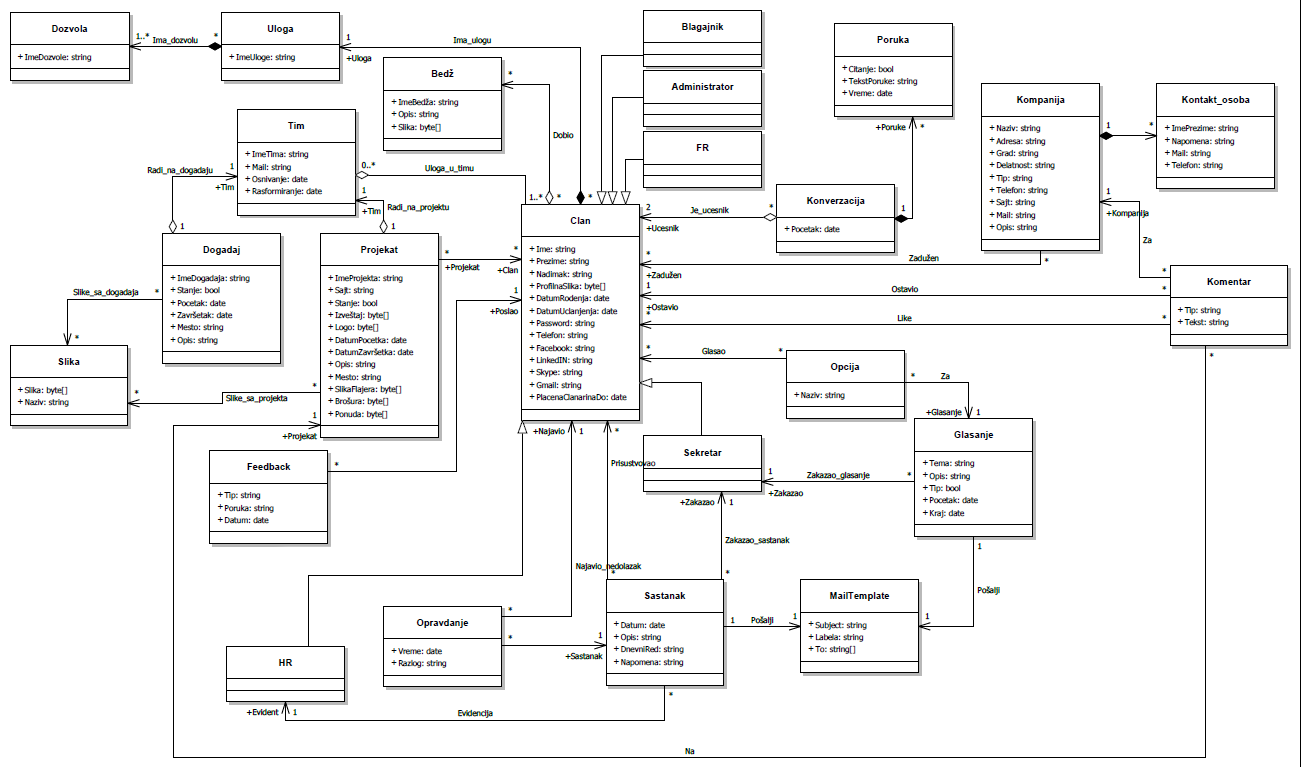 Dozvola
+ ImeDozvole: string
1..*
Ima_dozvolu
*
Uloga
+ ImeUloge: string
1
+Uloga
Ima_ulogu
Bedž
+ ImeBedža: string
+ Opis: string
+ Slika: byte[]
*
Dobio
Blagajnik
Administrator
FR
Poruka
+ Citanje: bool
+ TekstPoruke: string
+ Vreme: date
+Poruke
*
Kompanija
+ Naziv: string
+ Adresa: string
+ Grad: string
+ Delatnost: string
+ Tip: string
+ Telefon: string
+ Sajt: string
+ Mail: string
+ Opis: string
1
*
Kontakt_osoba
+ ImePrezime: string
+ Napomena: string
+ Mail: string
+ Telefon: string
1
+Kompanija
Za
*
Tim
+ ImeTima: string
+ Mail: string
+ Osnivanje: date
+ Rasformiranje: date
Radi_na_dogadaju
1
+Tim
0..*
Uloga_u_timu
1
+Tim
Radi_na_projektu
1
1
1..*
*
*
Konverzacija
+ Pocetak: date
*
1
Je_ucesnik
2
+Ucesnik
Clan
+ Ime: string
+ Prezime: string
+ Nadimak: string
+ ProfilnaSlika: byte[]
+ DatumRodenja: date
+ DatumUclanjenja: date
+ Password: string
+ Telefon: string
+ Facebook: string
+ LinkedIN: string
+ Skype: string
+ Gmail: string
+ PlacenaClanarinaDo: date
Dogadaj
+ ImeDogadaja: string
+ Stanje: bool
+ Pocetak: date
+ Završetak: date
+ Mesto: string
+ Opis: string
Projekat
+ ImeProjekta: string
+ Sajt: string
+ Stanje: bool
+ Izveštaj: byte[]
+ Logo: byte[]
+ DatumPocetka: date
+ DatumZavršetka: date
+ Opis: string
+ Mesto: string
+ SlikaFlajera: byte[]
+ Brošura: byte[]
+ Ponuda: byte[]
*
+Projekat
*
+Clan
1
+Poslao
*
+Zadužen
Zadužen
*
1
+Ostavio
Ostavio
*
*
Like
*
Komentar
+ Tip: string
+ Tekst: string
*
Slike_sa_dogadaja
*
*
Slika
+ Slika: byte[]
+ Naziv: string
*
Slike_sa_projekta
*
1
+Projekat
*
Glasao
*
Opcija
+ Naziv: string
*
Za
+Glasanje
1
Glasanje
+ Tema: string
+ Opis: string
+ Tip: bool
+ Pocetak: date
+ Kraj: date
Sekretar
1
+Zakazao
Zakazao_glasanje
*
+Zakazao
1
Zakazao_sastanak
*
Feedback
+ Tip: string
+ Poruka: string
+ Datum: date
*
+Najavio
1
*
Prisustvovao
Najavio_nedolazak
*
1
Pošalji
1
Sastanak
+ Datum: date
+ Opis: string
+ DnevniRed: string
+ Napomena: string
1
Pošalji
1
MailTemplate
+ Subject: string
+ Labela: string
+ To: string[]
Opravdanje
+ Vreme: date
+ Razlog: string
*
*
1
+Sastanak
HR
+Evident
1
Evidencija
*
Na